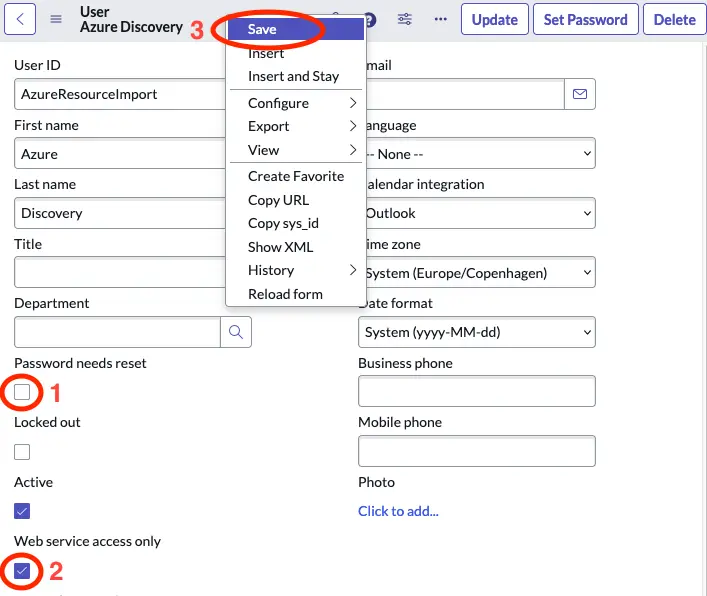 User
Azure Discovery
Update
Set Password
Delete
3
Save
Insert
Insert and Stay
Configure
Export
View
Create Favorite
Copy URL
Copy sys_id
Show XML
History
Reload form
User ID
AzureResourceImport
First name
Azure
Last name
Discovery
Title
Department
Password needs reset
1
Locked out
Active
Web service access only
2
mail
anguage
-- None --
alendar integration
Outlook
ime zone
System (Europe/Copenhagen)
Date format
System (yyyy-MM-dd)
Business phone
Mobile phone
Photo
Click to add...